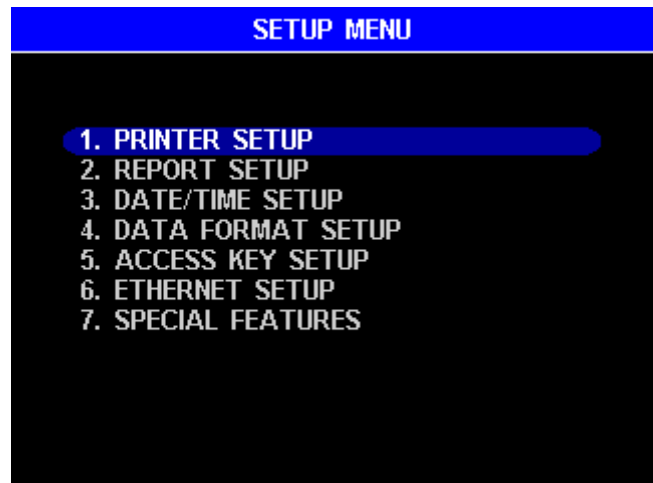 SETUP MENU
1. PRINTER SETUP
2. REPORT SETUP
3. DATE/TIME SETUP
4. DATA FORMAT SETUP
5. ACCESS KEY SETUP
6. ETHERNET SETUP
7. SPECIAL FEATURES